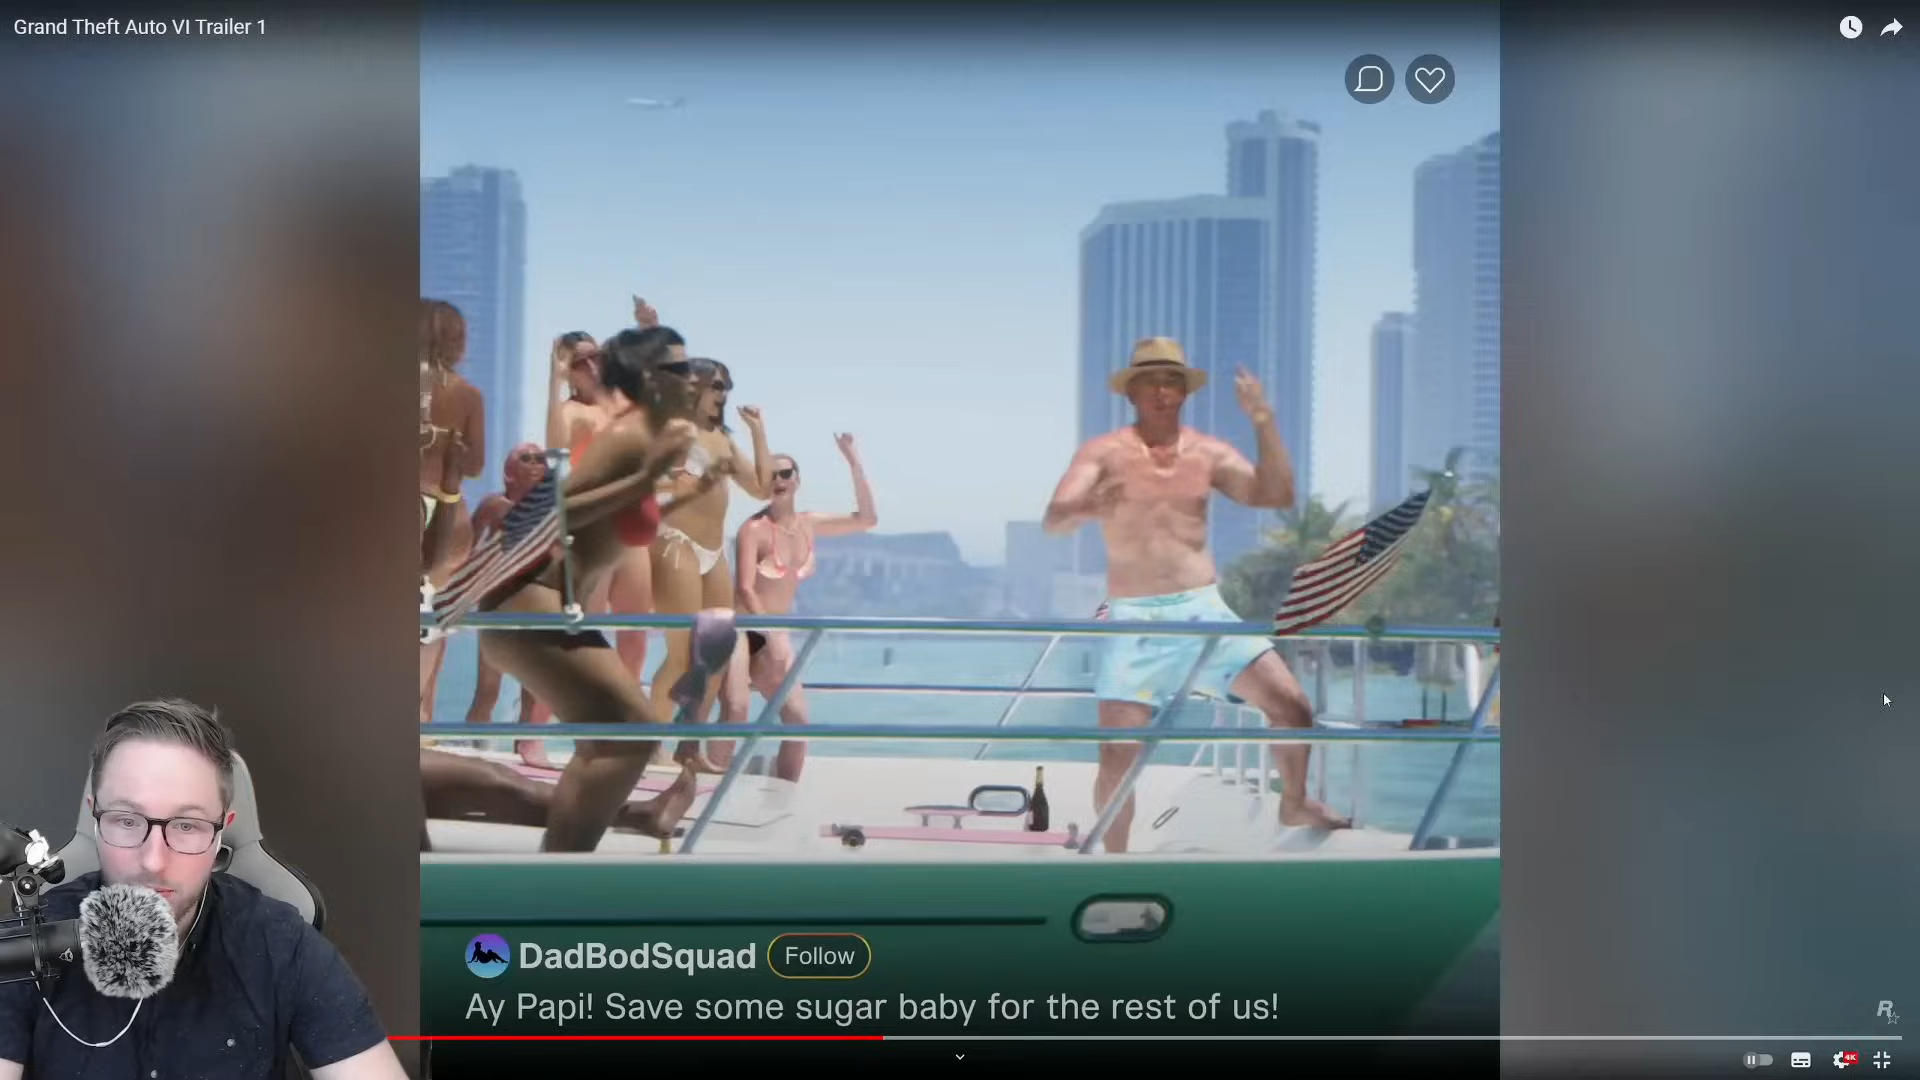 Grand Theft Auto VI Trailer 1
DadBodSquad Follow
Ay Papi! Save some sugar baby for the rest of us!
R
4K